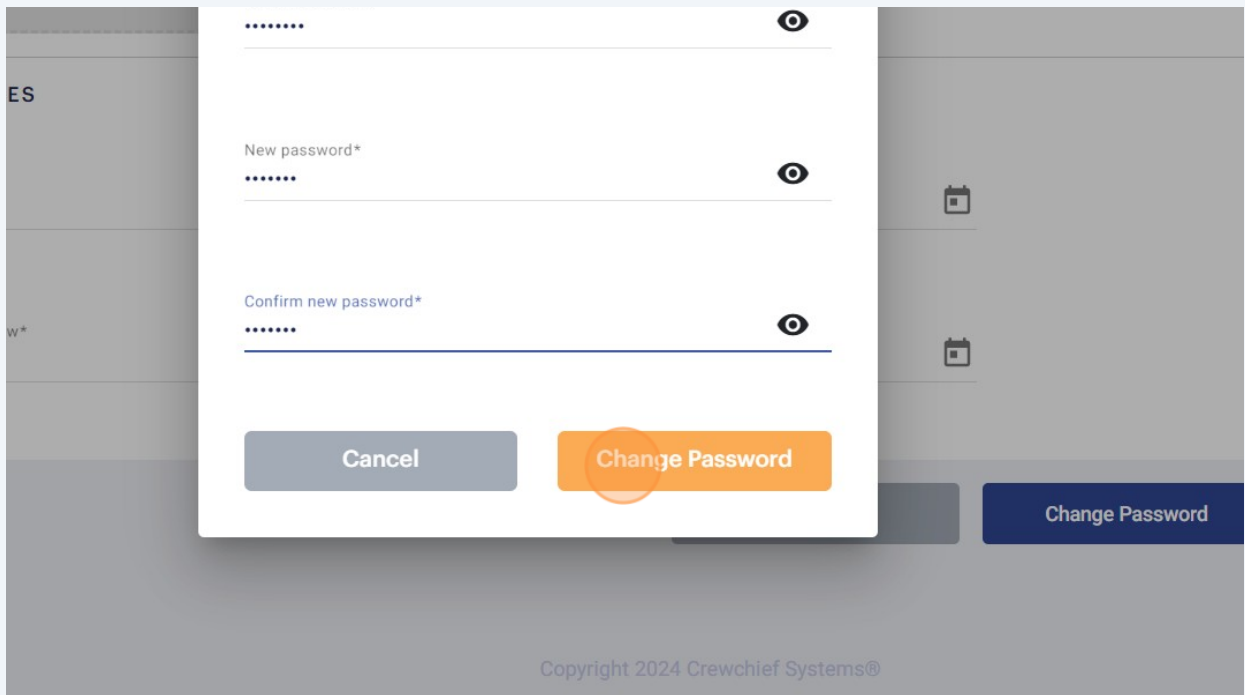 ••••••••
ES
New password*
•••••••
Confirm new password*
w*
•••••••
Cancel
Change Password
Change Password
Copyright 2024 Crewchief Systems®